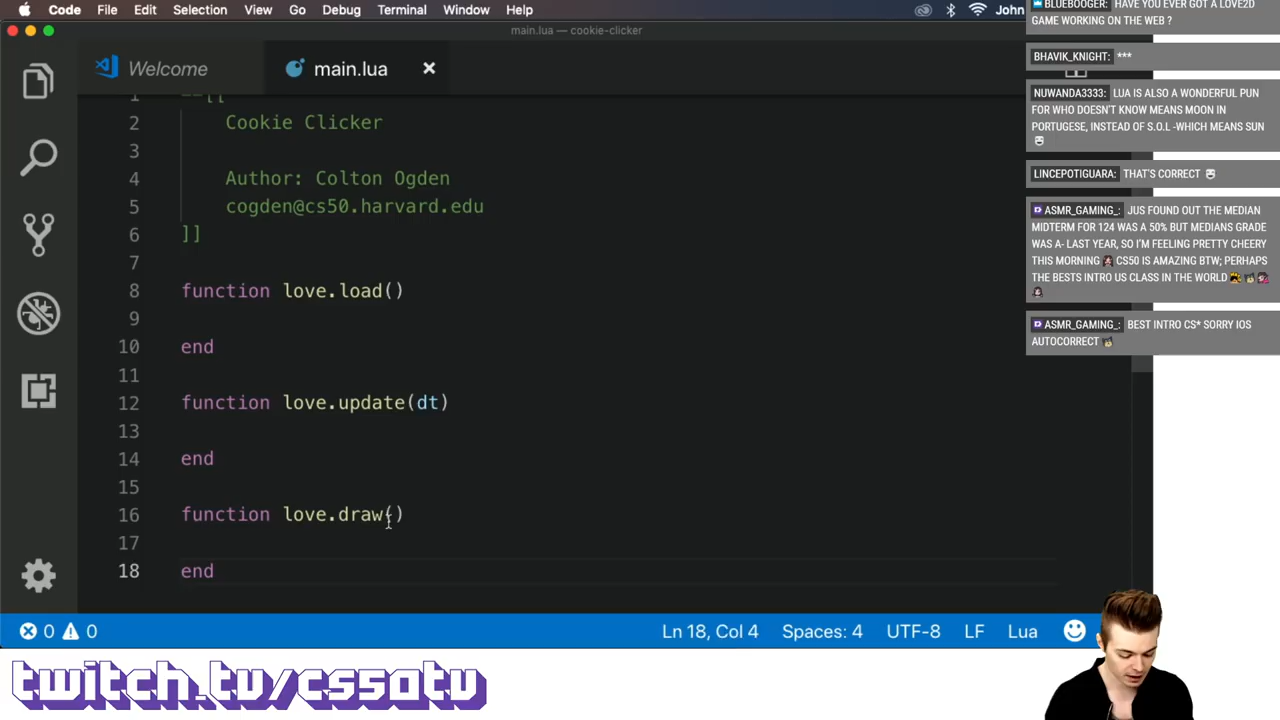 Code File Edit Selection View Go Debug Terminal Window Help
John
main.lua — cookie-clicker
Welcome
main.lua
1 --[[
2 Cookie Clicker
3
4 Author: Colton Ogden
5 cogden@cs50.harvard.edu
6 ]]
7
8 function love.load()
9
10 end
11
12 function love.update(dt)
13
14 end
15
16 function love.draw()
17
18 end
0 0
Ln 18, Col 4 Spaces: 4 UTF-8 LF Lua
twitch.tv/cs50tv
BLUEBOOGER: HAVE YOU EVER GOT A LOVE2D
GAME WORKING ON THE WEB ?
BHAVIK_KNIGHT: ***
NUWANDA3333: LUA IS ALSO A WONDERFUL PUN
FOR WHO DOESN'T KNOW MEANS MOON IN
PORTUGESE, INSTEAD OF S.O.L -WHICH MEANS SUN
LINCEPOTIGUARA: THAT'S CORRECT
ASMR_GAMING_: JUS FOUND OUT THE MEDIAN
MIDTERM FOR 124 WAS A 50% BUT MEDIANS GRADE
WAS A- LAST YEAR, SO I'M FEELING PRETTY CHEERY
THIS MORNING CS50 IS AMAZING BTW; PERHAPS
THE BESTS INTRO US CLASS IN THE WORLD
ASMR_GAMING_: BEST INTRO CS* SORRY IOS
AUTOCORRECT